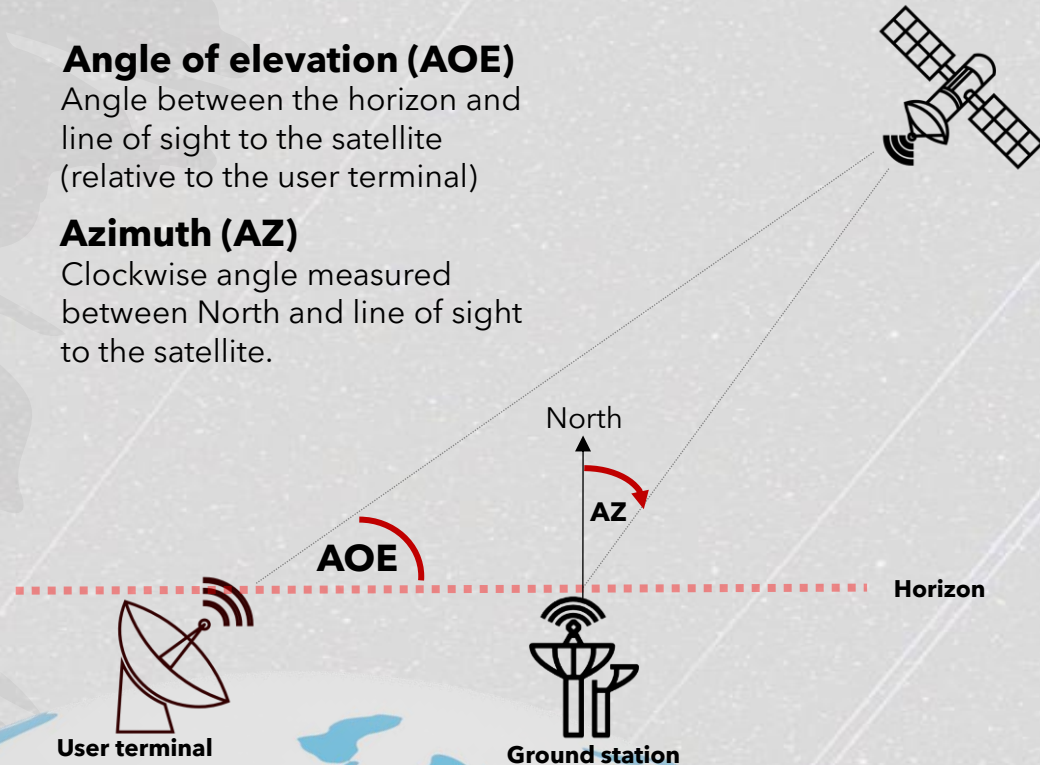 Angle of elevation (AOE)
Angle between the horizon and
line of sight to the satellite
(relative to the user terminal)
Azimuth (AZ)
Clockwise angle measured
between North and line of sight
to the satellite.
North
AZ
AOE
Horizon
User terminal
Ground station